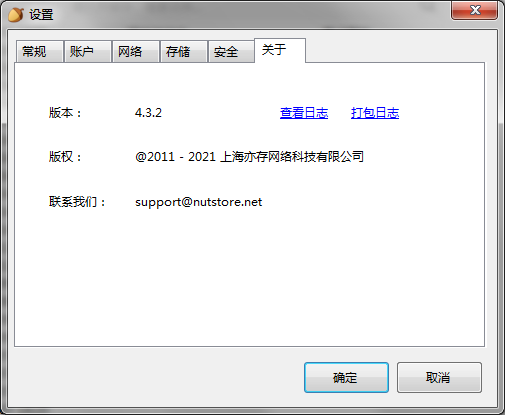 设置
常规 账户 网络 存储 安全 关于
版本： 4.3.2 查看日志 打包日志
版权： @2011 - 2021 上海亦存网络科技有限公司
联系我们： support@nutstore.net
确定 取消